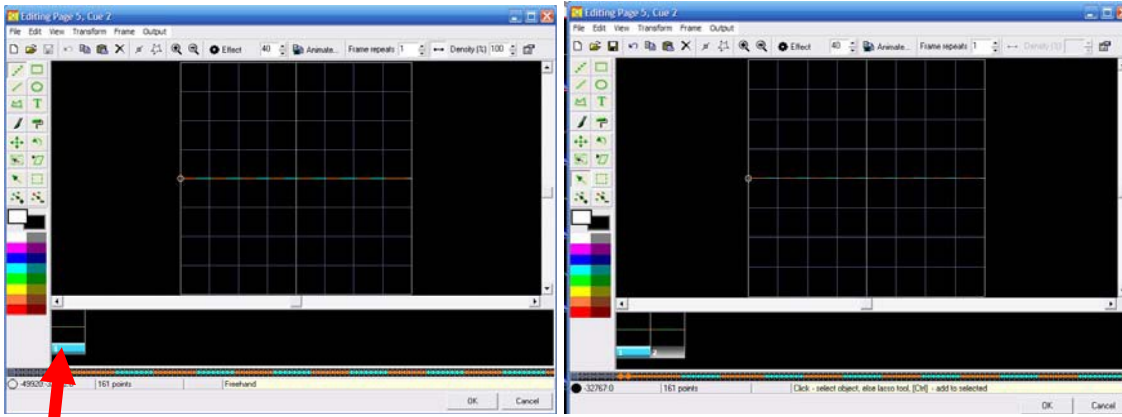 Editing Page 5, Cue 2
File Edit View Transform Frame Output
Effect 40 Animate... Frame repeats 1 Density (%) 100
T
161 points Freehand
OK Cancel
Editing Page 5, Cue 2
File Edit View Transform Frame Output
Effect 40 Animate... Frame repeats 1 Density (%)
T
1 2
-32767:0 161 points Click - select object, else lasso tool, [Ctrl] - add to selected
OK Cancel